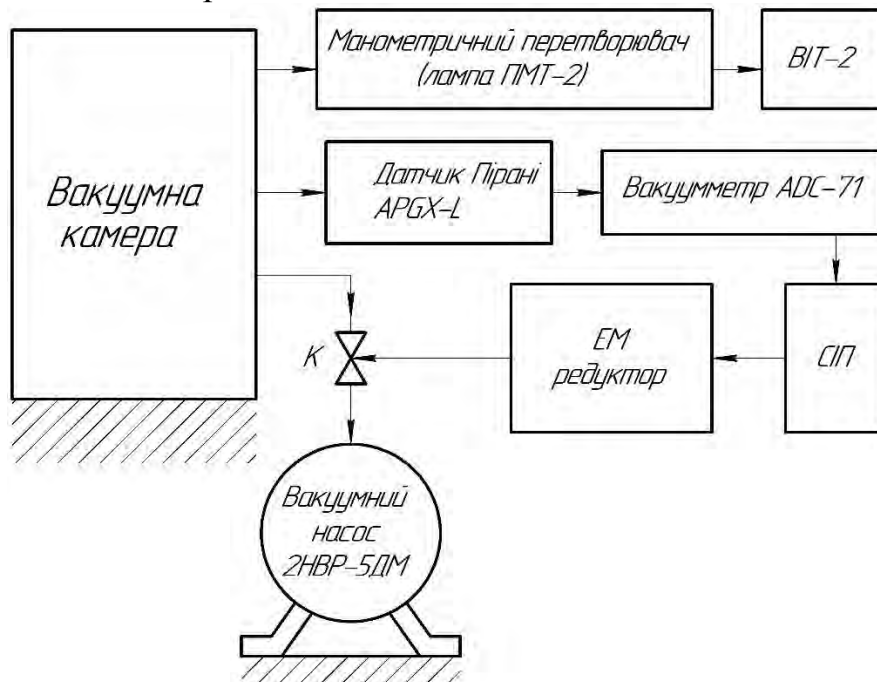 Манометричний перетворювач
(лампа ПМТ-2)
ВІТ-2
Вакуумна
камера
Датчик Пірані
APGX-L
Вакуумметр ADC-71
К
ЕМ
редуктор
СІП
Вакуумний
насос
2НВР-5ДМ